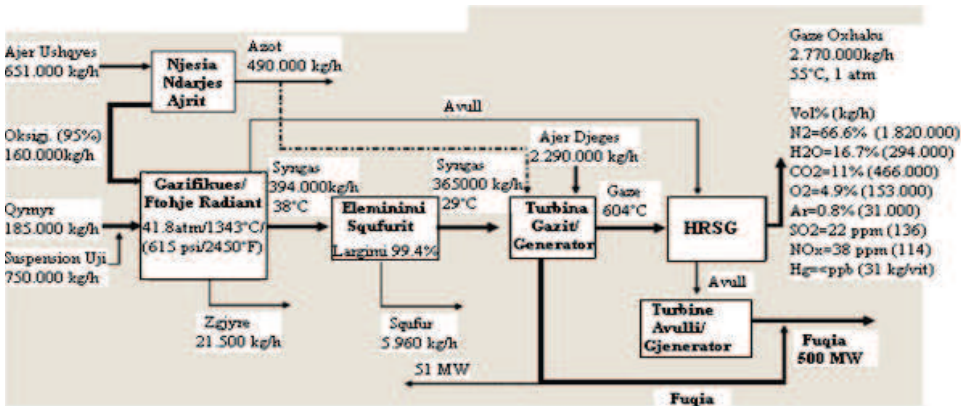 Ajer Ushqyes
651.000 kg/h
Njesia
Ndarjes
Ajrit
Azot
490.000 kg/h
Oksigj. (95%)
160.000kg/h
Avull
Ajer Djeges
2.290.000 kg/h
Gaze Oxhaku
2.770.000kg/h
55°C, 1 atm
Vol% (kg/h)
N2=66.6% (1.820.000)
H2O=16.7% (294.000)
CO2=11% (466.000)
O2=4.9% (153.000)
Ar=0.8% (31.000)
SO2=22 ppm (136)
NOx=38 ppm (114)
Hg=<ppb (31 kg/vit)
Qymyr
185.000 kg/h
Suspension Uji
750.000 kg/h
Gazifikues/
Ftohje Radiant
41.8atm/1343°C/
(615 psi/2450°F)
Syngas
394.000kg/h
38°C
Eleminimi
Squfurit
Largimi 99.4%
Syngas
365000 kg/h
29°C
Turbina
Gazit/
Generator
Gaze
604°C
HRSG
Avull
Turbine
Avulli/
Gjenerator
Zgjyre
21.500 kg/h
Squfur
5.960 kg/h
51 MW
Fuqia
Fuqia
500 MW